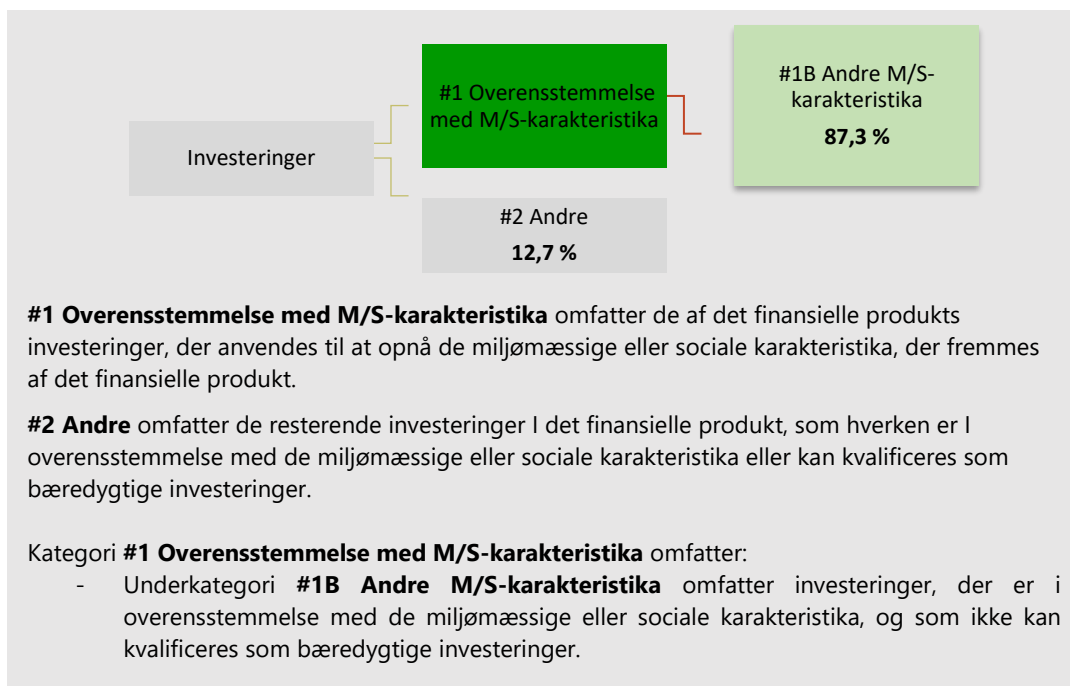 Investeringer
#1 Overensstemmelse
med M/S-karakteristika
#1B Andre M/S-
karakteristika
87,3 %
#2 Andre
12,7 %
#1 Overensstemmelse med M/S-karakteristika omfatter de af det finansielle produkts
investeringer, der anvendes til at opnå de miljømæssige eller sociale karakteristika, der fremmes
af det finansielle produkt.
#2 Andre omfatter de resterende investeringer I det finansielle produkt, som hverken er I
overensstemmelse med de miljømæssige eller sociale karakteristika eller kan kvalificeres som
bæredygtige investeringer.
Kategori #1 Overensstemmelse med M/S-karakteristika omfatter:
- Underkategori #1B Andre M/S-karakteristika omfatter investeringer, der er i
overensstemmelse med de miljømæssige eller sociale karakteristika, og som ikke kan
kvalificeres som bæredygtige investeringer.